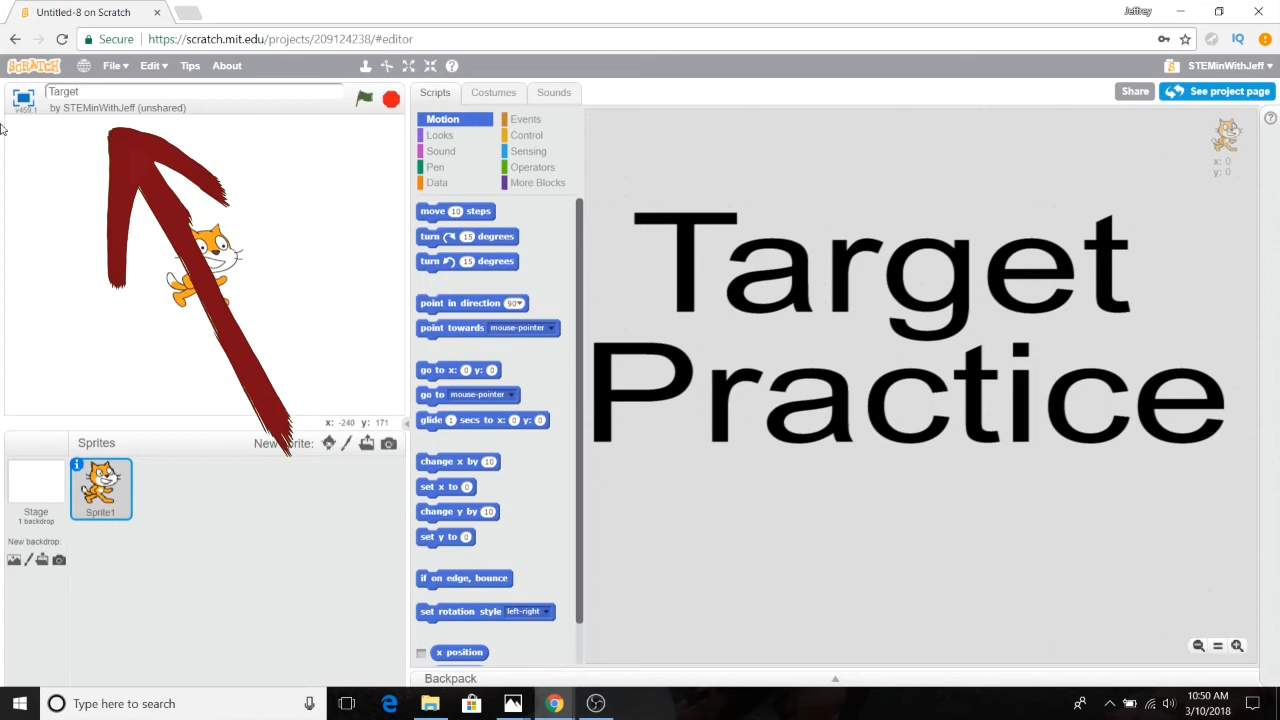 Untitled-8 on Scratch
Jeffrey
Secure
https://scratch.mit.edu/projects/209124238/#editor
IQ
SCRATCH
File
Edit
Tips
About
STEMinWithJeff
Target
v459.1
by STEMinWithJeff (unshared)
Scripts
Costumes
Sounds
Share
See project page
Motion
Events
Looks
Control
Sound
Sensing
Pen
Operators
Data
More Blocks
x: 0
y: 0
move 10 steps
turn 15 degrees
turn 15 degrees
point in direction 90
point towards mouse-pointer
go to x: 0 y: 0
go to mouse-pointer
glide 1 secs to x: 0 y: 0
change x by 10
set x to 0
change y by 10
set y to 0
if on edge, bounce
set rotation style left-right
x position
Target
Practice
x: -240 y: 171
Sprites
New sprite:
Stage
1 backdrop
Sprite1
New backdrop:
Backpack
Type here to search
10:50 AM
3/10/2018